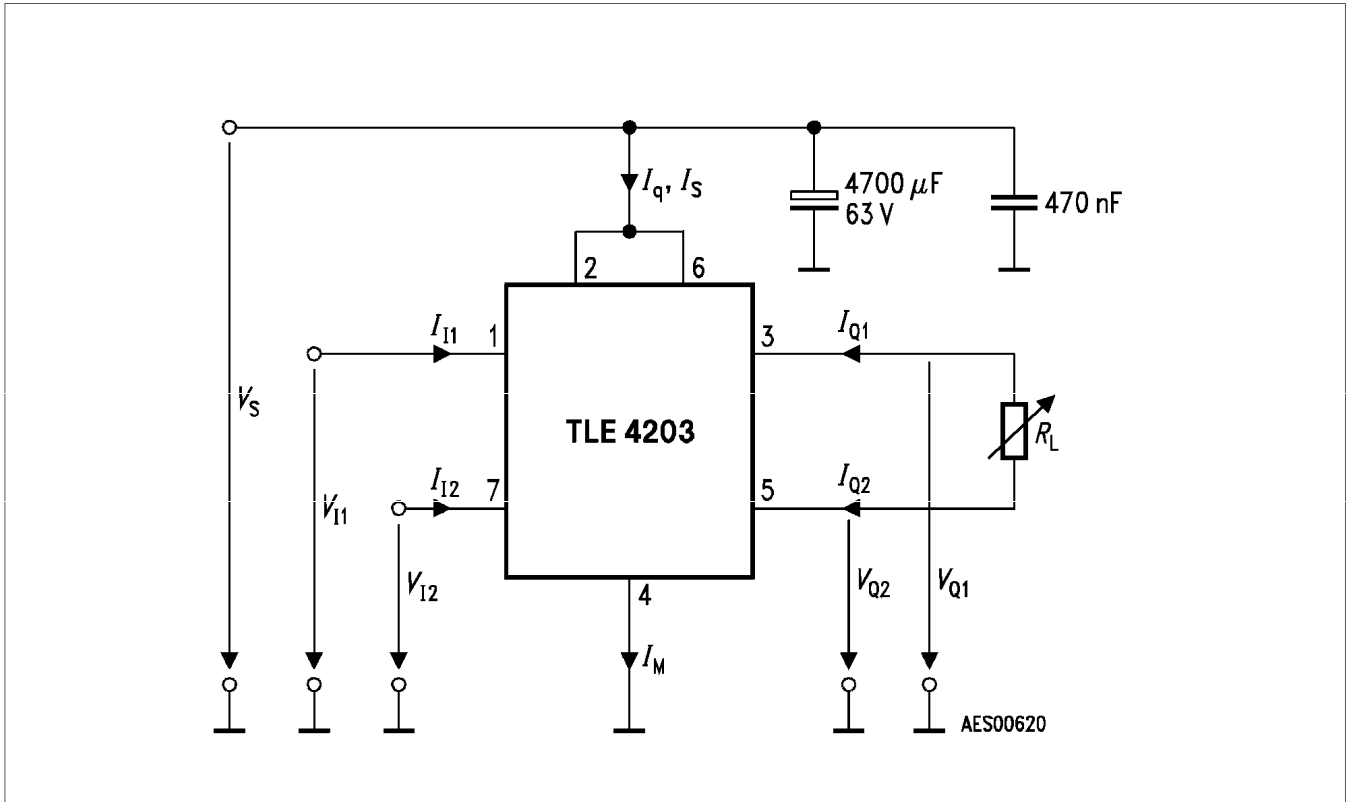 I_q, I_S
4700 μF
63 V
470 nF
2
6
I_I1
1
3
I_Q1
V_S
TLE 4203
R_L
I_I2
7
5
I_Q2
V_I1
V_I2
4
V_Q2
V_Q1
I_M
AES00620